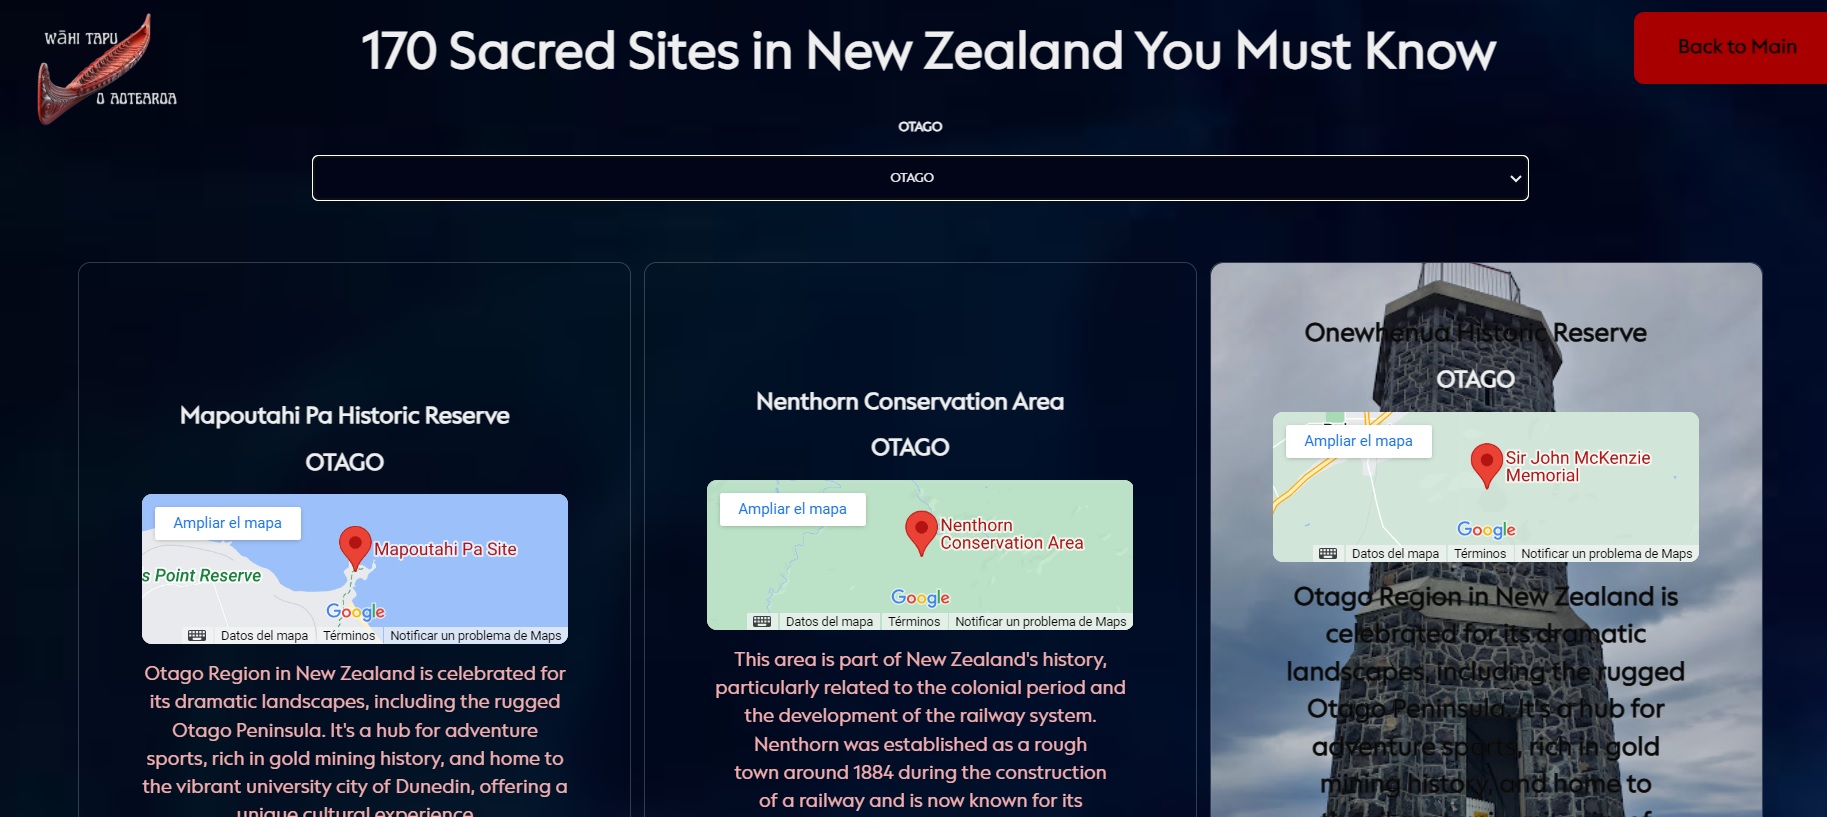 WĀHI TAPU
O AOTEAROA
170 Sacred Sites in New Zealand You Must Know
Back to Main
OTAGO
OTAGO
Mapoutahi Pa Historic Reserve
OTAGO
Ampliar el mapa
Mapoutahi Pa Site
s Point Reserve
Google
Datos del mapa
Términos
Notificar un problema de Maps
Otago Region in New Zealand is celebrated for
its dramatic landscapes, including the rugged
Otago Peninsula. It's a hub for adventure
sports, rich in gold mining history, and home to
the vibrant university city of Dunedin, offering a
unique cultural experience.
Nenthorn Conservation Area
OTAGO
Ampliar el mapa
Nenthorn
Conservation Area
Google
Datos del mapa
Términos
Notificar un problema de Maps
This area is part of New Zealand's history,
particularly related to the colonial period and
the development of the railway system.
Nenthorn was established as a rough
town around 1884 during the construction
of a railway and is now known for its
Onewhenua Historic Reserve
OTAGO
Ampliar el mapa
Sir John McKenzie
Memorial
Google
Datos del mapa
Términos
Notificar un problema de Maps
Otago Region in New Zealand is
celebrated for its dramatic
landscapes, including the rugged
Otago Peninsula. It's a hub for
adventure sports, rich in gold
mining history, and home to